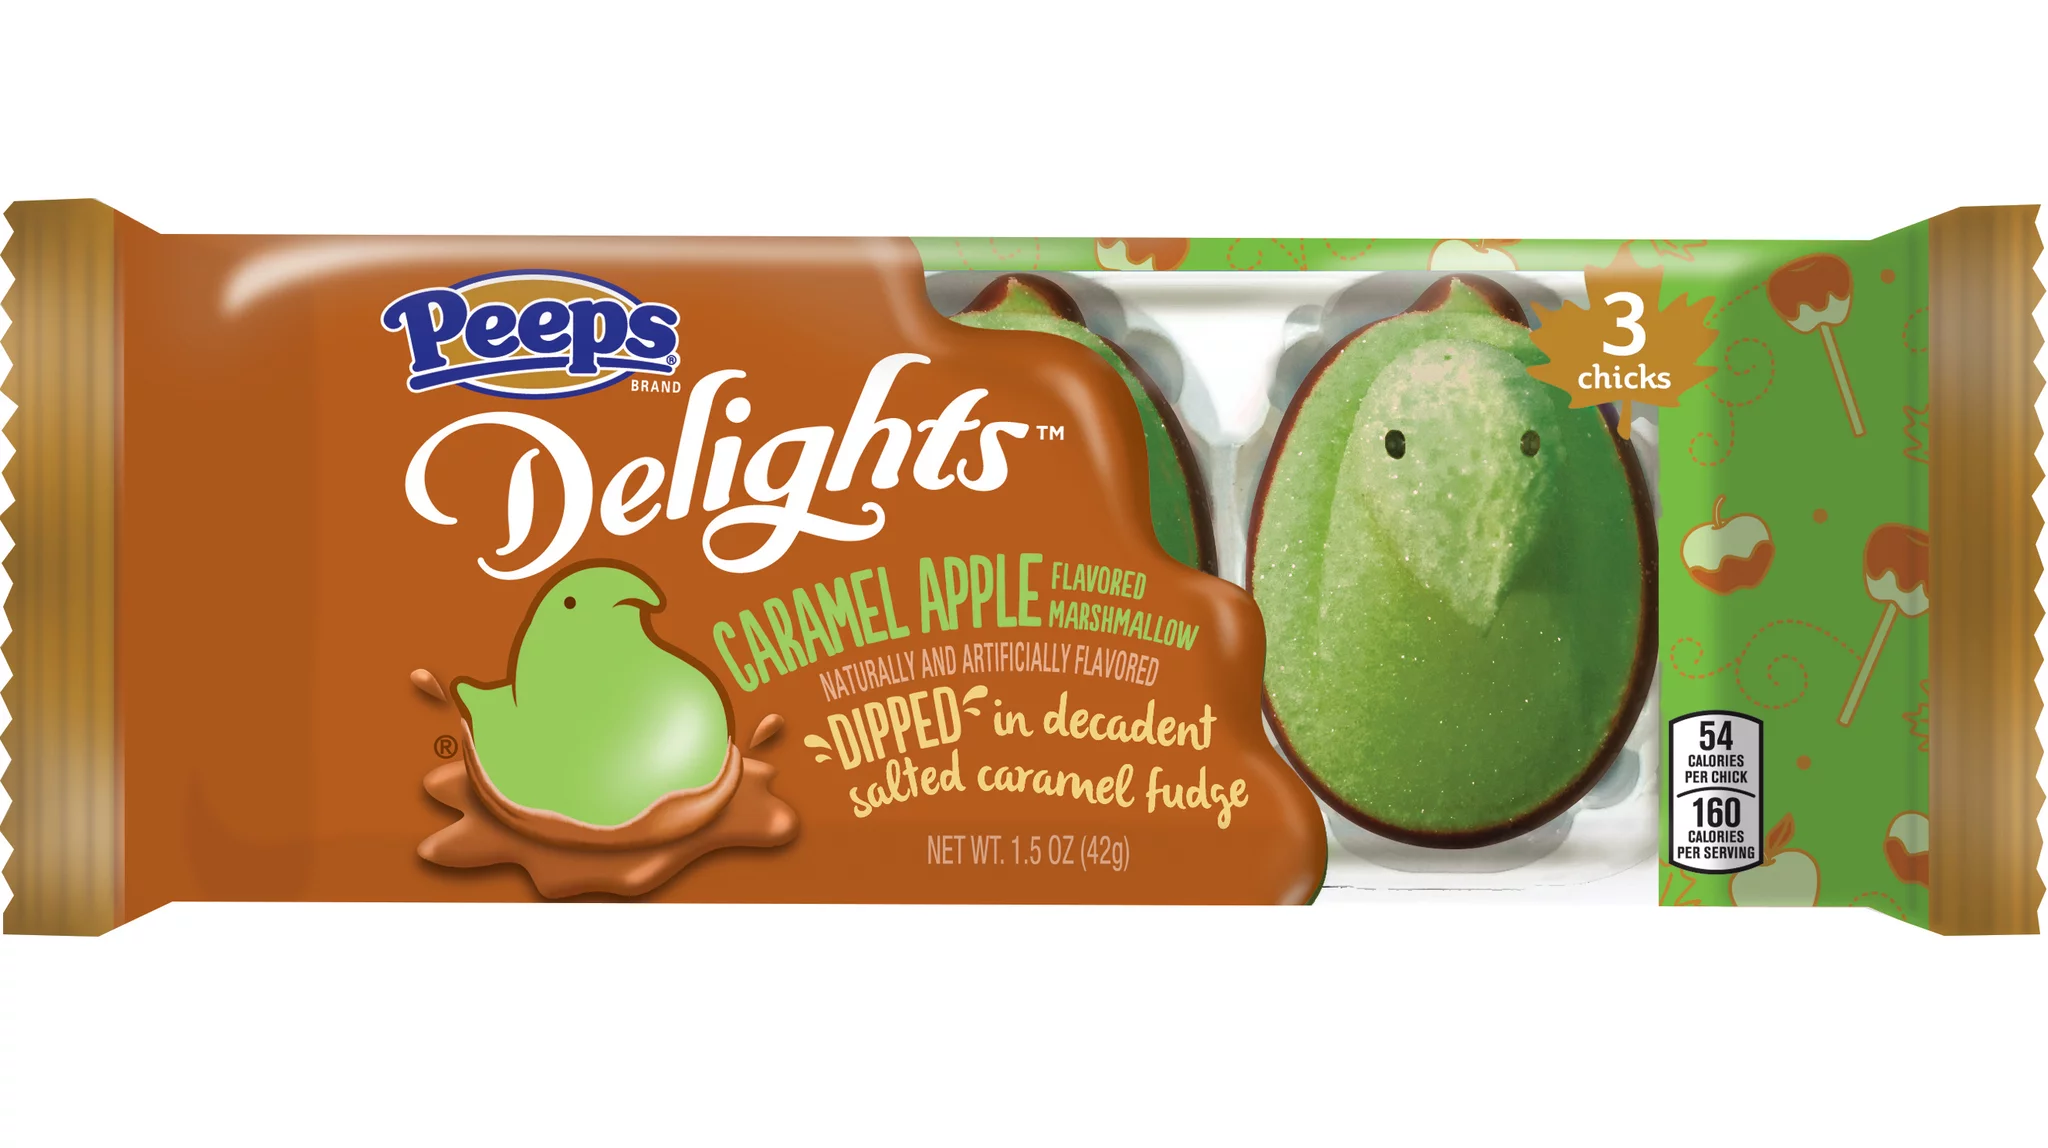 Peeps®
BRAND
Delights™
CARAMEL APPLE FLAVORED
MARSHMALLOW
NATURALLY AND ARTIFICIALLY FLAVORED
DIPPED in decadent
salted caramel fudge
NET WT. 1.5 OZ (42g)
®
3
chicks
54
CALORIES
PER CHICK
160
CALORIES
PER SERVING